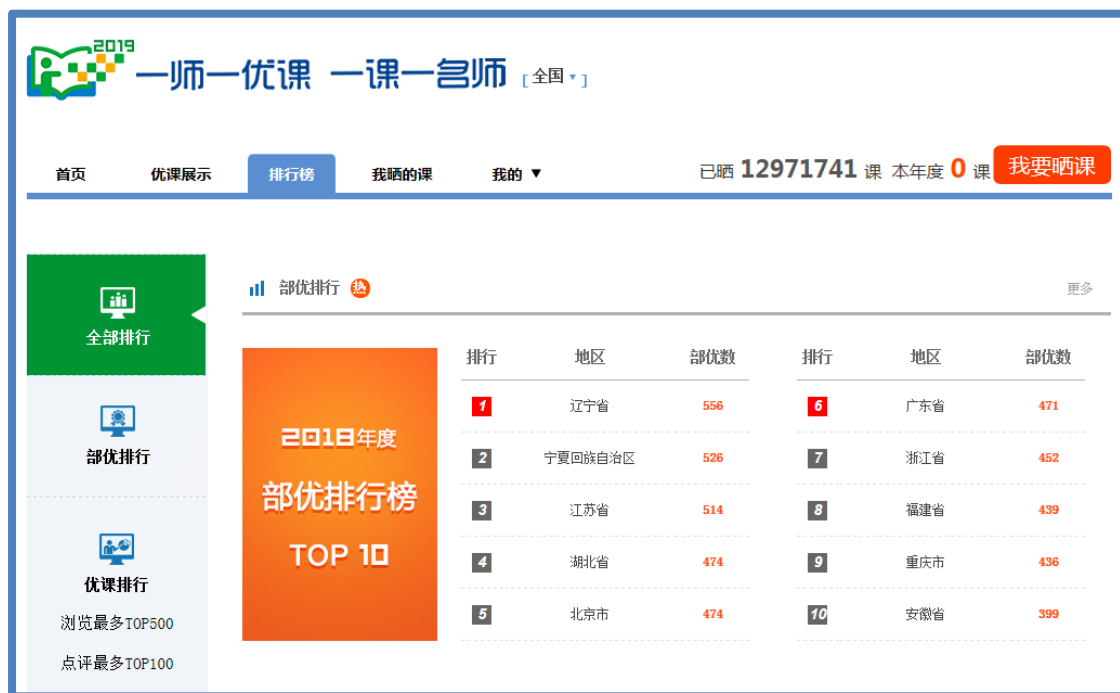 2019
一师一优课 一课一名师 [全国▼]
首页 优课展示 排行榜 我晒的课 我的 ▼ 已晒 12971741 课 本年度 0 课 我要晒课
全部排行
部优排行
优课排行
浏览最多TOP500
点评最多TOP100
部优排行 热 更多
2018年度
部优排行榜
TOP 10
排行 地区 部优数 排行 地区 部优数
1 辽宁省 556 6 广东省 471
2 宁夏回族自治区 526 7 浙江省 452
3 江苏省 514 8 福建省 439
4 湖北省 474 9 重庆市 436
5 北京市 474 10 安徽省 399